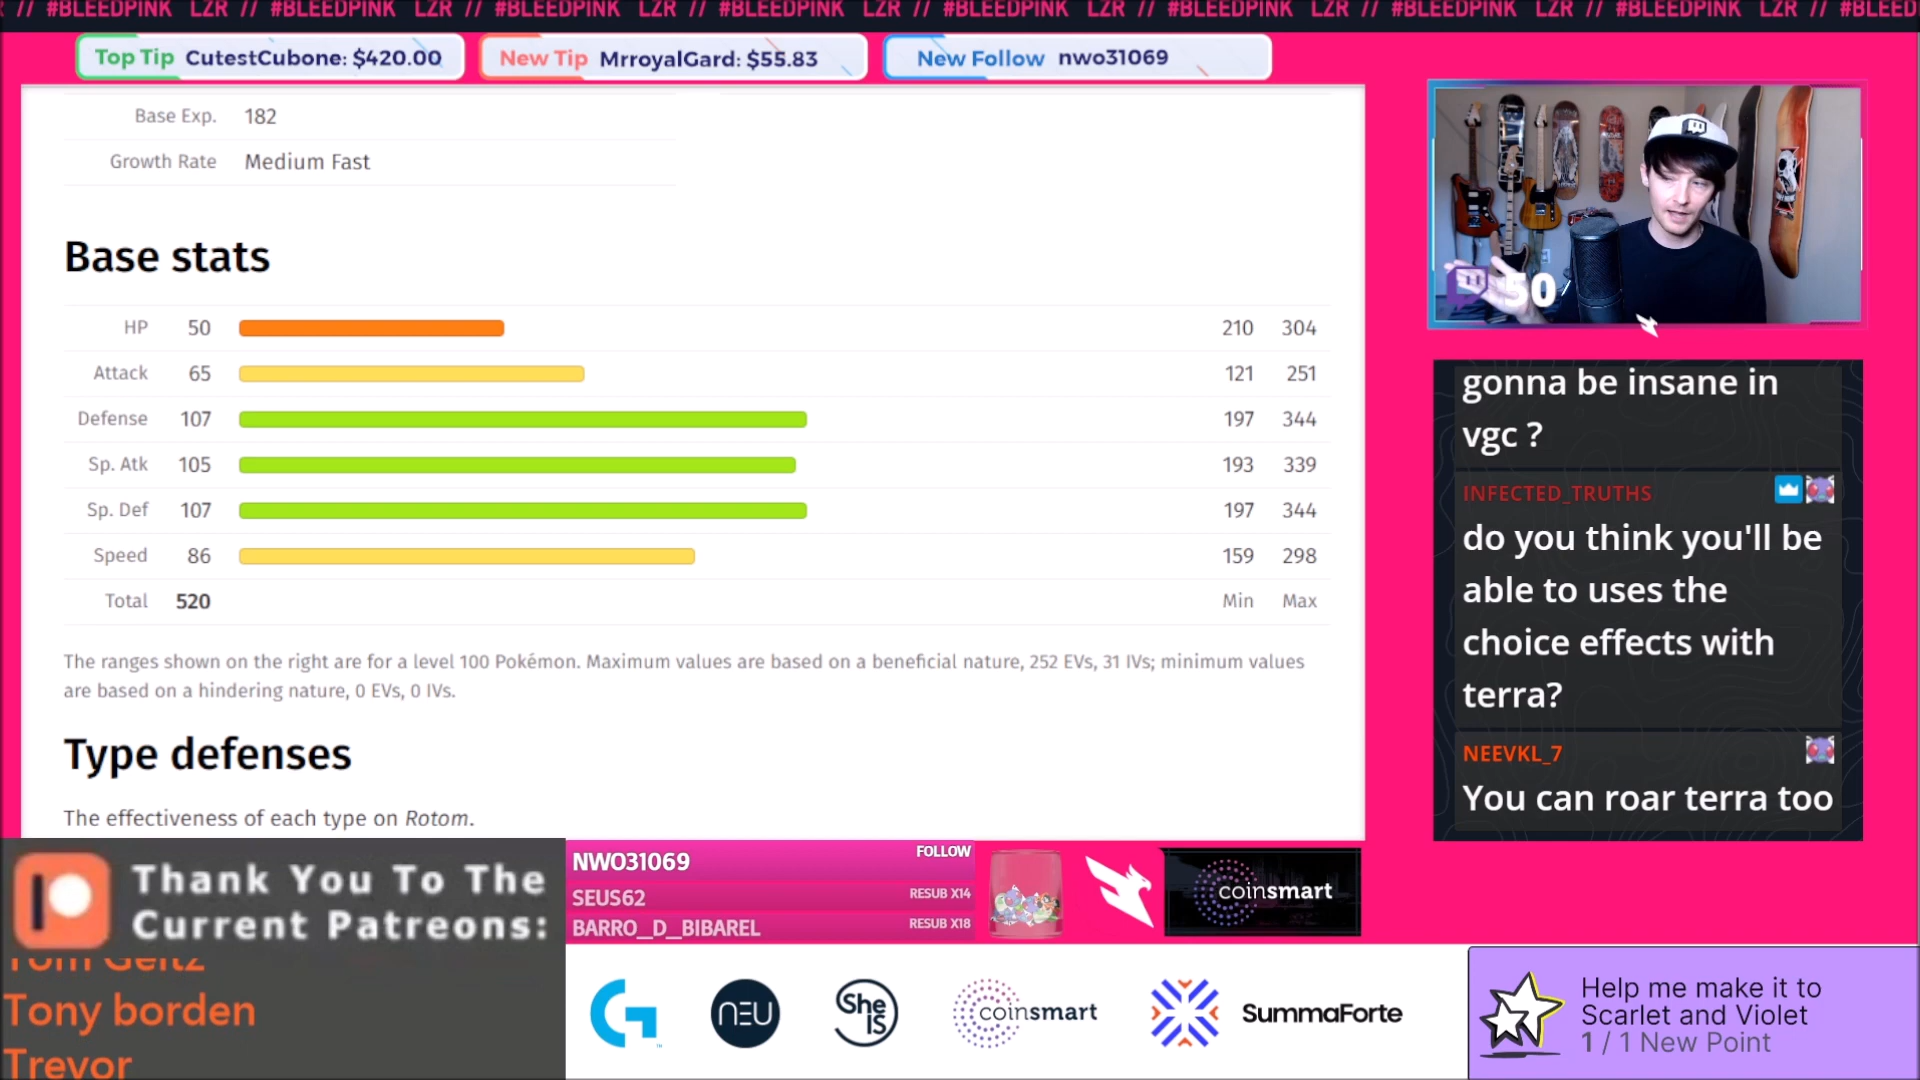 // #BLEEDPINK LZR // #BLEEDPINK LZR // #BLEEDPINK LZR // #BLEEDPINK LZR // #BLEEDPINK LZR // #BLEEDPINK LZR // #BLEEDPINK LZR // #BLEEDPINK LZR // #BLEED
Top Tip CutestCubone: $420.00
New Tip MrroyalGard: $55.83
New Follow nwo31069
Base Exp. 182
Growth Rate Medium Fast
Base stats
HP 50 210 304
Attack 65 121 251
Defense 107 197 344
Sp. Atk 105 193 339
Sp. Def 107 197 344
Speed 86 159 298
Total 520 Min Max
The ranges shown on the right are for a level 100 Pokémon. Maximum values are based on a beneficial nature, 252 EVs, 31 IVs; minimum values
are based on a hindering nature, 0 EVs, 0 IVs.
Type defenses
The effectiveness of each type on Rotom.
50/
gonna be insane in
vgc ?
INFECTED_TRUTHS
do you think you'll be
able to uses the
choice effects with
terra?
NEEVKL_7
You can roar terra too
Thank You To The
Current Patreons:
Tom Geitz
Tony borden
Trevor
NWO31069 FOLLOW
SEUS62 RESUB X14
BARRO_D_BIBAREL RESUB X18
coinsmart
G
NEU
She
IS
coinsmart
SummaForte
Help me make it to
Scarlet and Violet
1 / 1 New Point